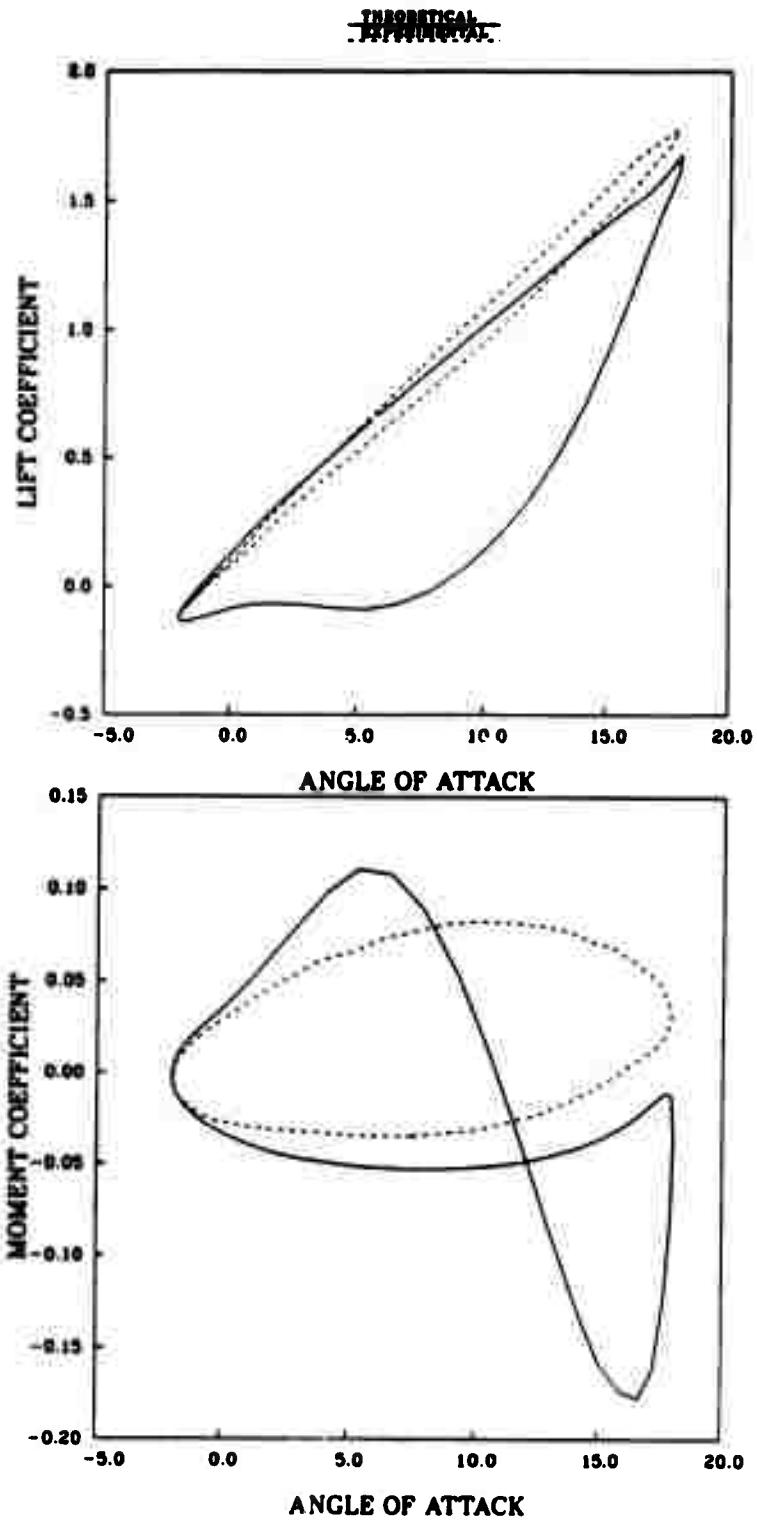 THEORETICAL
EXPERIMENTAL
2.0
1.5
1.0
0.5
0.0
-0.5
LIFT COEFFICIENT
-5.0 0.0 5.0 10 0 15.0 20.0
ANGLE OF ATTACK
0.15
0.10
0.05
0.00
-0.05
-0.10
-0.15
-0.20
MOMENT COEFFICIENT
-5.0 0.0 5.0 10.0 15.0 20.0
ANGLE OF ATTACK